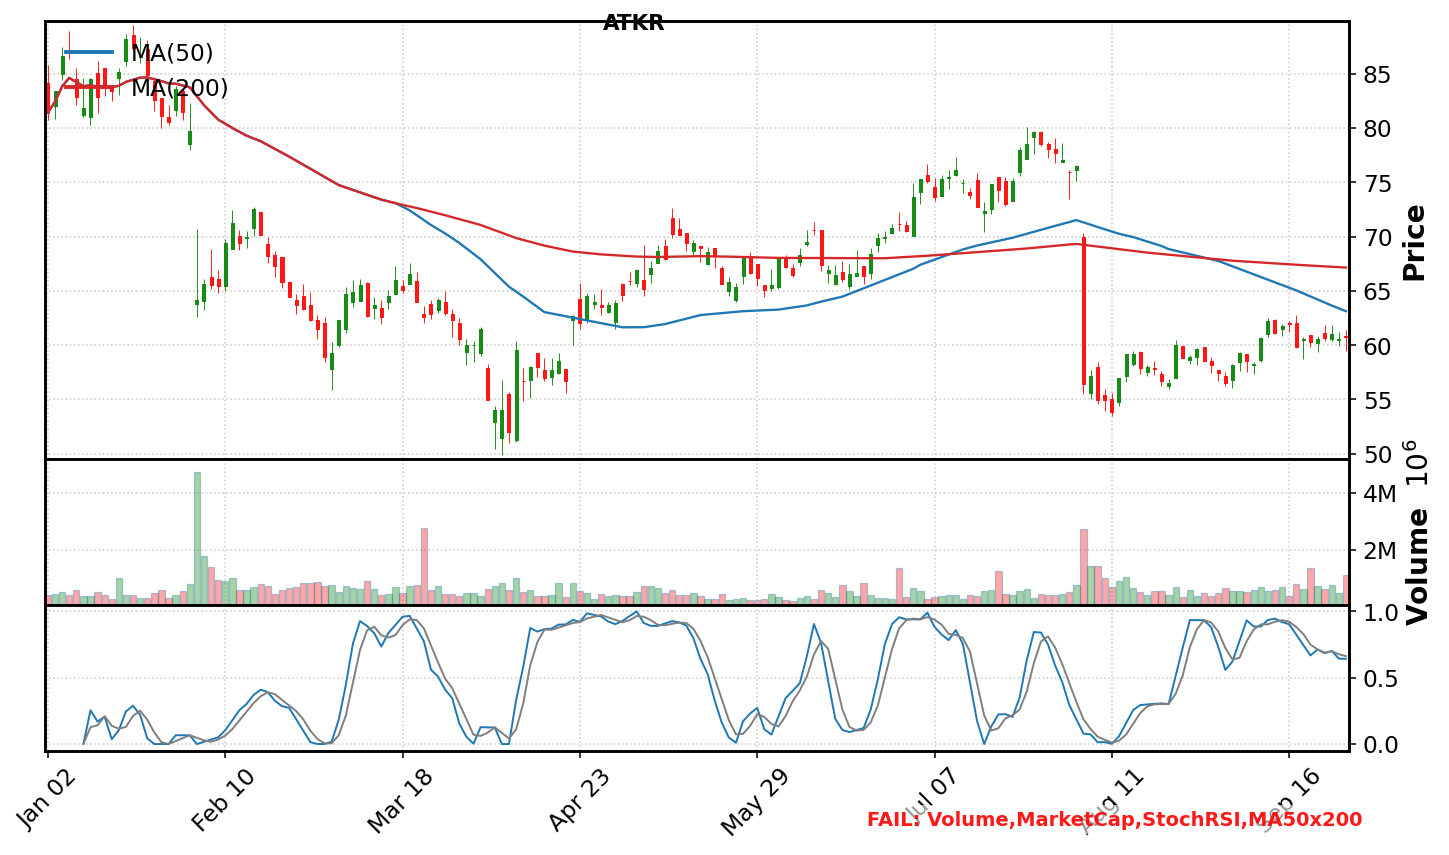 ATKR
MA(50)
MA(200)
85
80
75
70
65
60
55
50
Price
4M
2M
Volume 10^6
1.0
0.5
0.0
Jan 02
Feb 10
Mar 18
Apr 23
May 29
Jul 07
Aug 11
Sep 16
FAIL: Volume,MarketCap,StochRSI,MA50x200